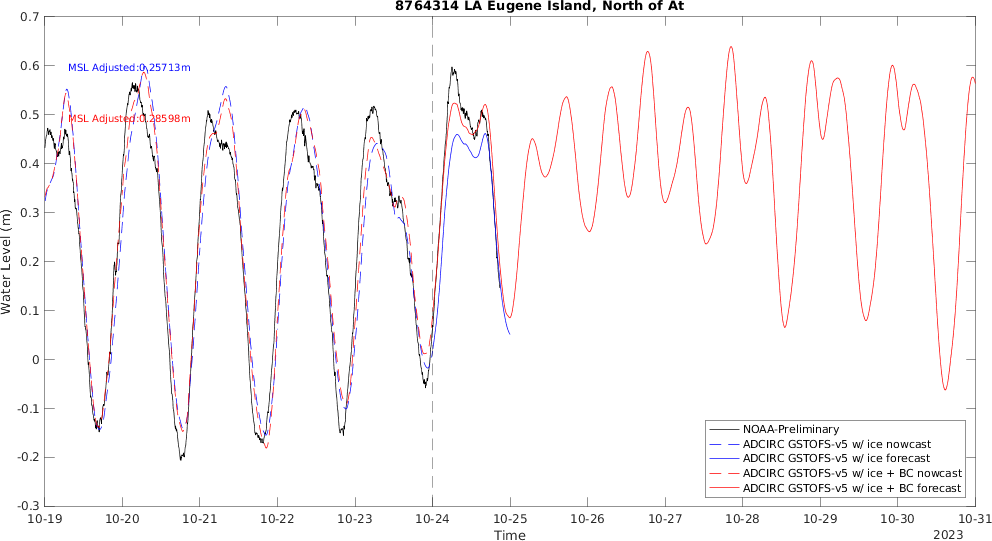 8764314 LA Eugene Island, North of At
0.7
0.6
0.5
0.4
0.3
0.2
0.1
0
-0.1
-0.2
-0.3
Water Level (m)
MSL Adjusted:0.25713m
MSL Adjusted:0.28598m
NOAA-Preliminary
ADCIRC GSTOFS-v5 w/ ice nowcast
ADCIRC GSTOFS-v5 w/ ice forecast
ADCIRC GSTOFS-v5 w/ ice + BC nowcast
ADCIRC GSTOFS-v5 w/ ice + BC forecast
10-19 10-20 10-21 10-22 10-23 10-24 10-25 10-26 10-27 10-28 10-29 10-30 10-31
Time
2023